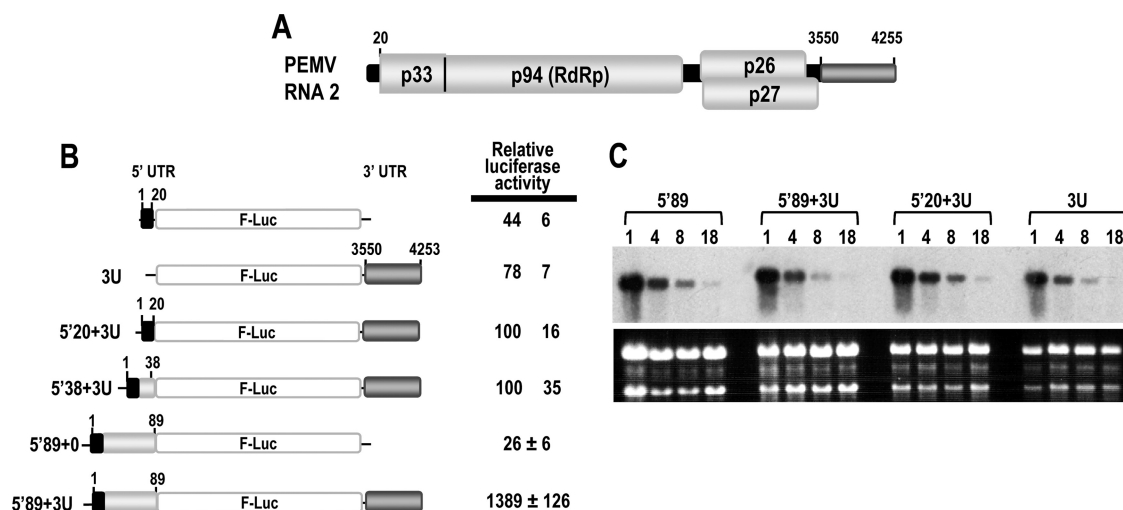 A
PEMV
RNA 2
20
3550
4255
p33
p94 (RdRp)
p26
p27
B
5' UTR
3' UTR
Relative
luciferase
activity
1 20
F-Luc
44 6
3550 4253
3U
F-Luc
78 7
1 20
5'20+3U
F-Luc
100 16
1 38
5'38+3U
F-Luc
100 35
1 89
5'89+0
F-Luc
26 ± 6
1 89
5'89+3U
F-Luc
1389 ± 126
C
5'89 5'89+3U 5'20+3U 3U
1 4 8 18 1 4 8 18 1 4 8 18 1 4 8 18